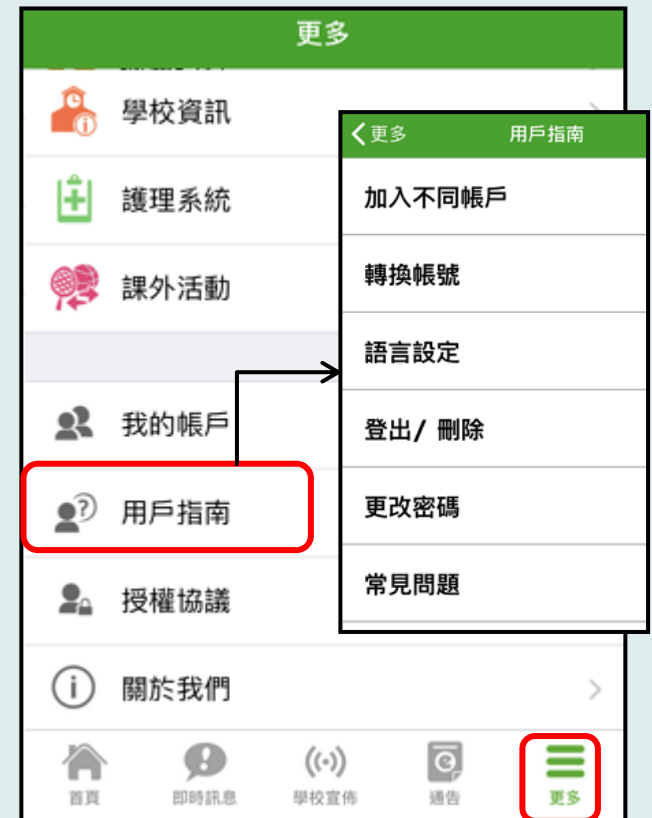 更多
學校資訊
護理系統
課外活動
我的帳戶
用戶指南
授權協議
關於我們
首頁
即時訊息
學校宣佈
通告
更多
更多
用戶指南
加入不同帳戶
轉換帳號
語言設定
登出/ 刪除
更改密碼
常見問題